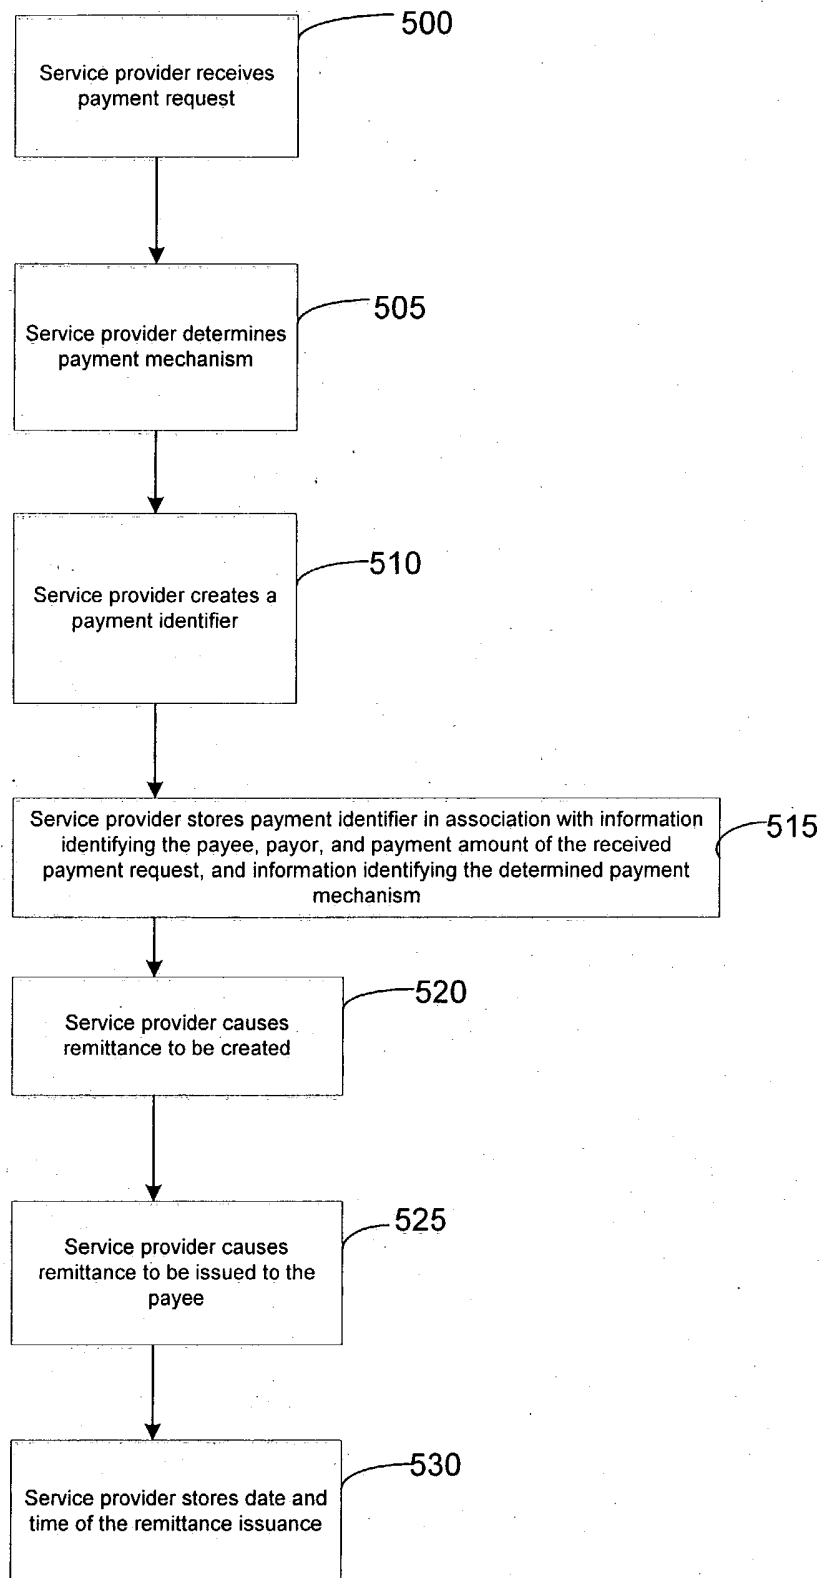 500
Service provider receives
payment request
505
Service provider determines
payment mechanism
510
Service provider creates a
payment identifier
Service provider stores payment identifier in association with information
identifying the payee, payor, and payment amount of the received
payment request, and information identifying the determined payment
mechanism
515
520
Service provider causes
remittance to be created
525
Service provider causes
remittance to be issued to the
payee
530
Service provider stores date and
time of the remittance issuance